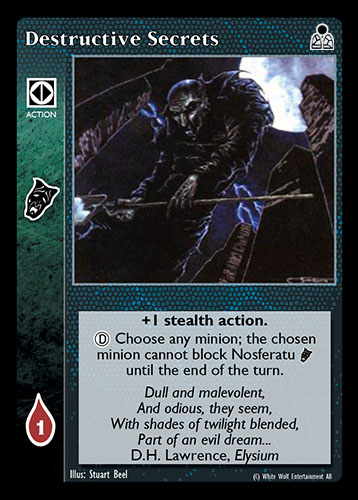 Destructive Secrets
ACTION
+1 stealth action.
D Choose any minion; the chosen
minion cannot block Nosferatu
until the end of the turn.
Dull and malevolent,
And odious, they seem,
With shades of twilight blended,
Part of an evil dream...
D.H. Lawrence, Elysium
1
Illus: Stuart Beel
(C) White Wolf Entertainment AB